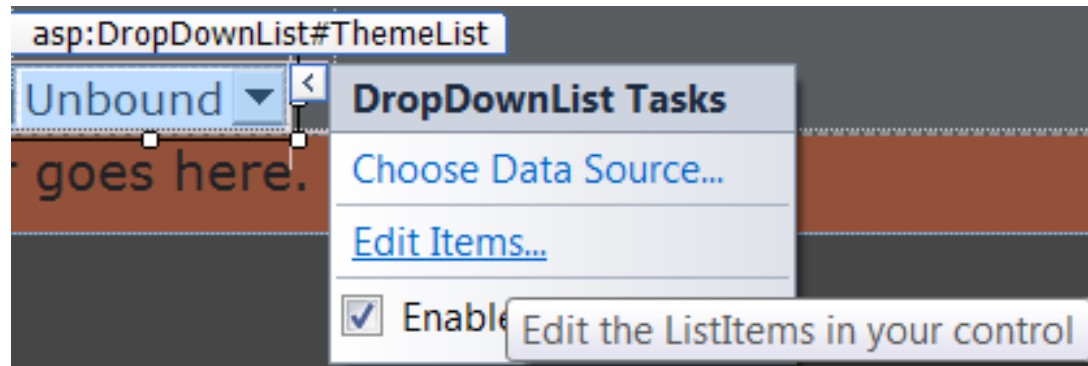 asp:DropDownList#ThemeList
Unbound
DropDownList Tasks
goes here.
Choose Data Source...
Edit Items...
Enable
Edit the ListItems in your control